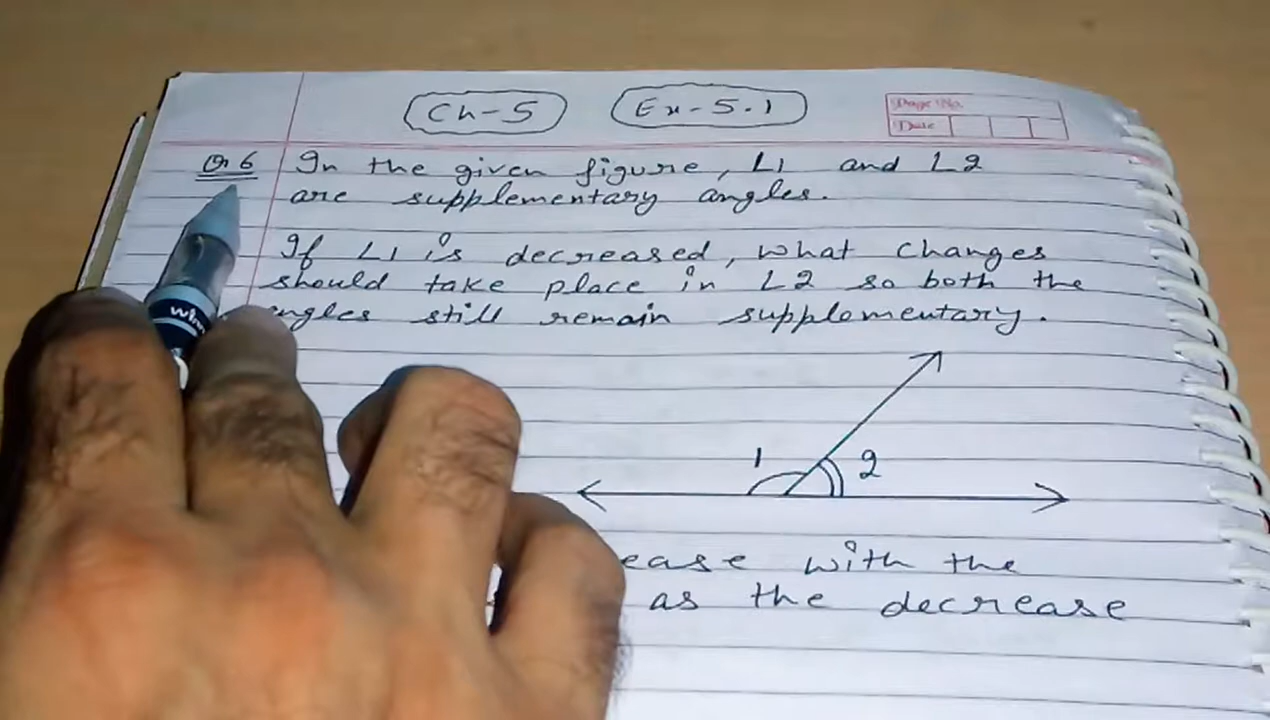 Ch-5 Ex-5.1
Page No.
Date
Q6 In the given figure, ∠1 and ∠2
are supplementary angles.
If ∠1 is decreased, what changes
should take place in ∠2 so both the
angles still remain supplementary.
1 2
ease with the
as the decrease